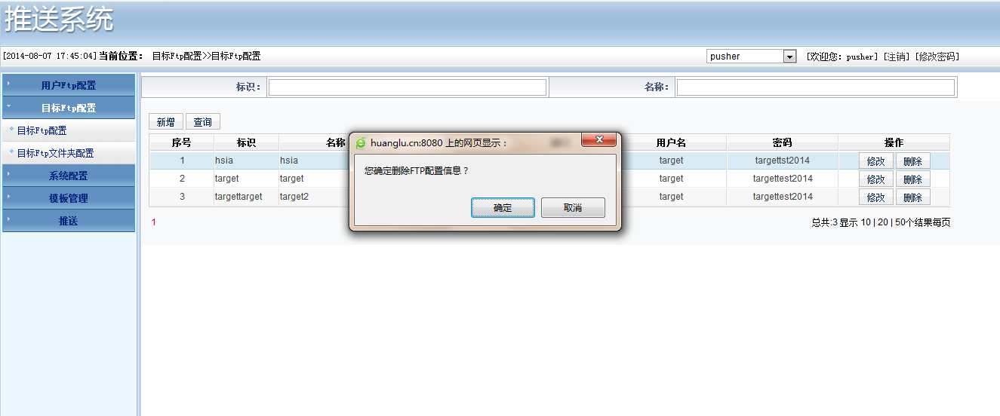 推送系统
[2014-08-07 17:45:04] 当前位置： 目标Ftp配置>>目标Ftp配置 pusher [欢迎您：pusher] [注销] [修改密码]
用户Ftp配置
目标Ftp配置
目标Ftp配置
目标Ftp文件夹配置
系统配置
模板管理
推送
标识： 名称：
新增 查询
序号 标识 名称 用户名 密码 操作
1 hsia hsia target targettst2014 修改 删除
2 target target target targettest2014 修改 删除
3 targettarget target2 target targettest2014 修改 删除
1 总共:3 显示 10 | 20 | 50个结果每页
huanglu.cn:8080 上的网页显示：
您确定删除FTP配置信息？
确定 取消